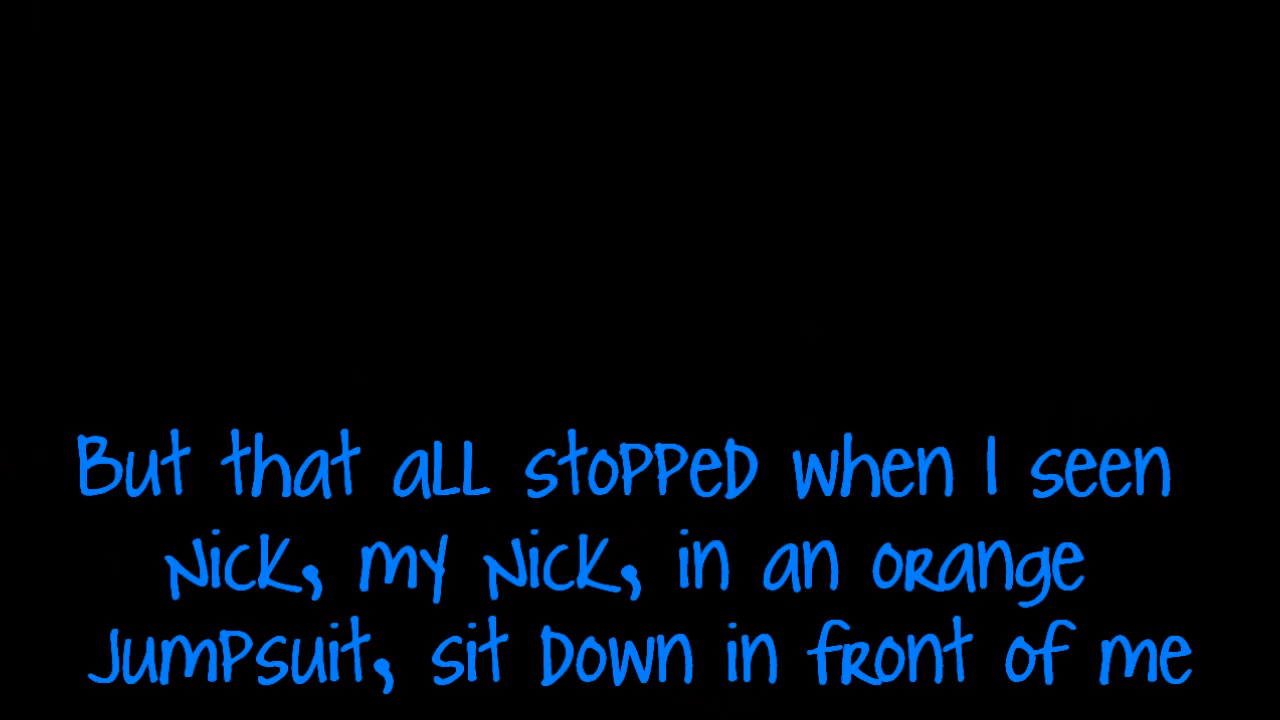 But that all stopped when I seen
Nick, my Nick, in an orange
jumpsuit, sit down in front of me